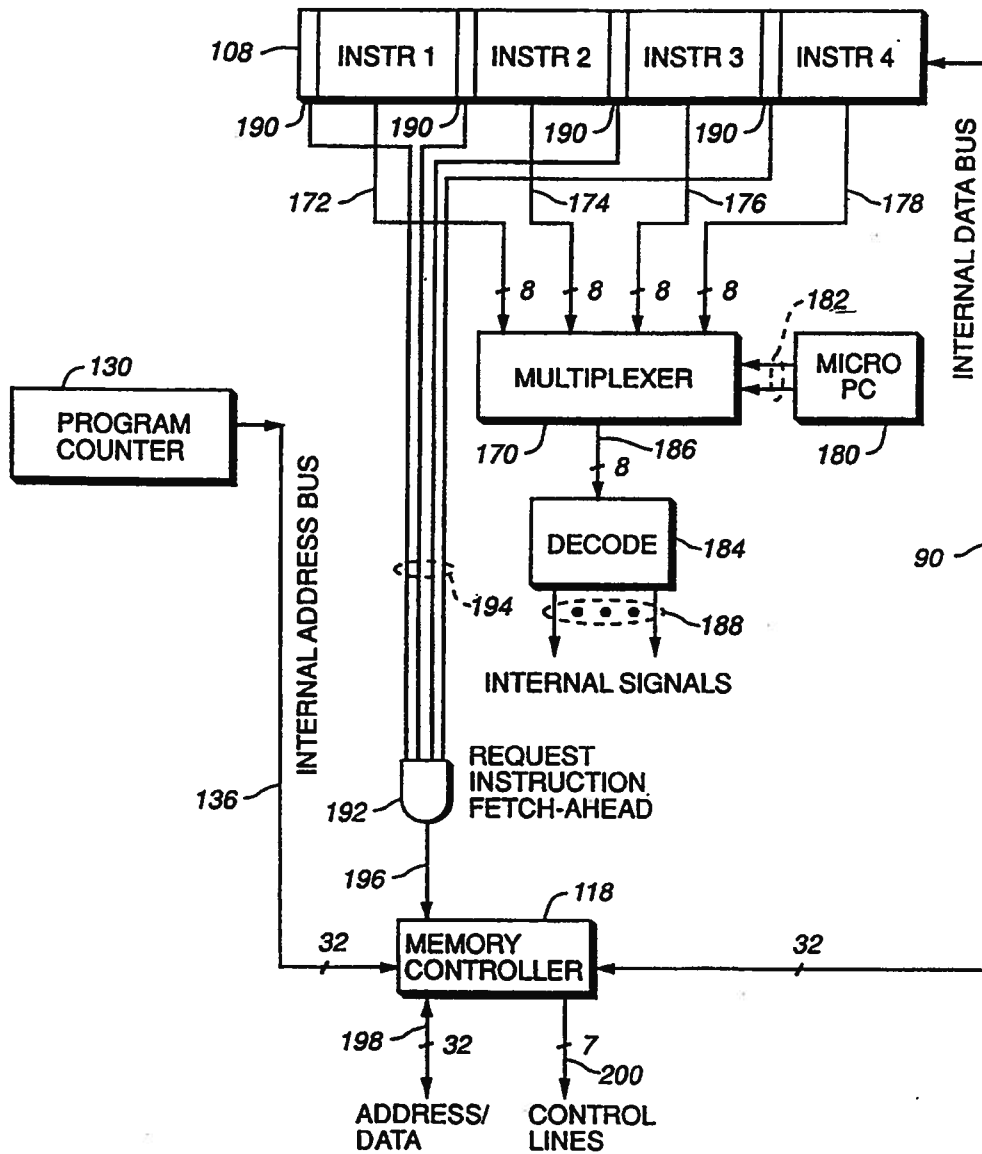 108
INSTR 1
INSTR 2
INSTR 3
INSTR 4
190
190
190
190
172
174
176
178
INTERNAL DATA BUS
8
8
8
8
182
130
PROGRAM
COUNTER
MULTIPLEXER
MICRO
PC
170
186
180
8
INTERNAL ADDRESS BUS
DECODE
184
90
194
188
INTERNAL SIGNALS
136
192
REQUEST
INSTRUCTION
FETCH-AHEAD
196
118
32
MEMORY
CONTROLLER
32
198
32
7
200
ADDRESS/
DATA
CONTROL
LINES